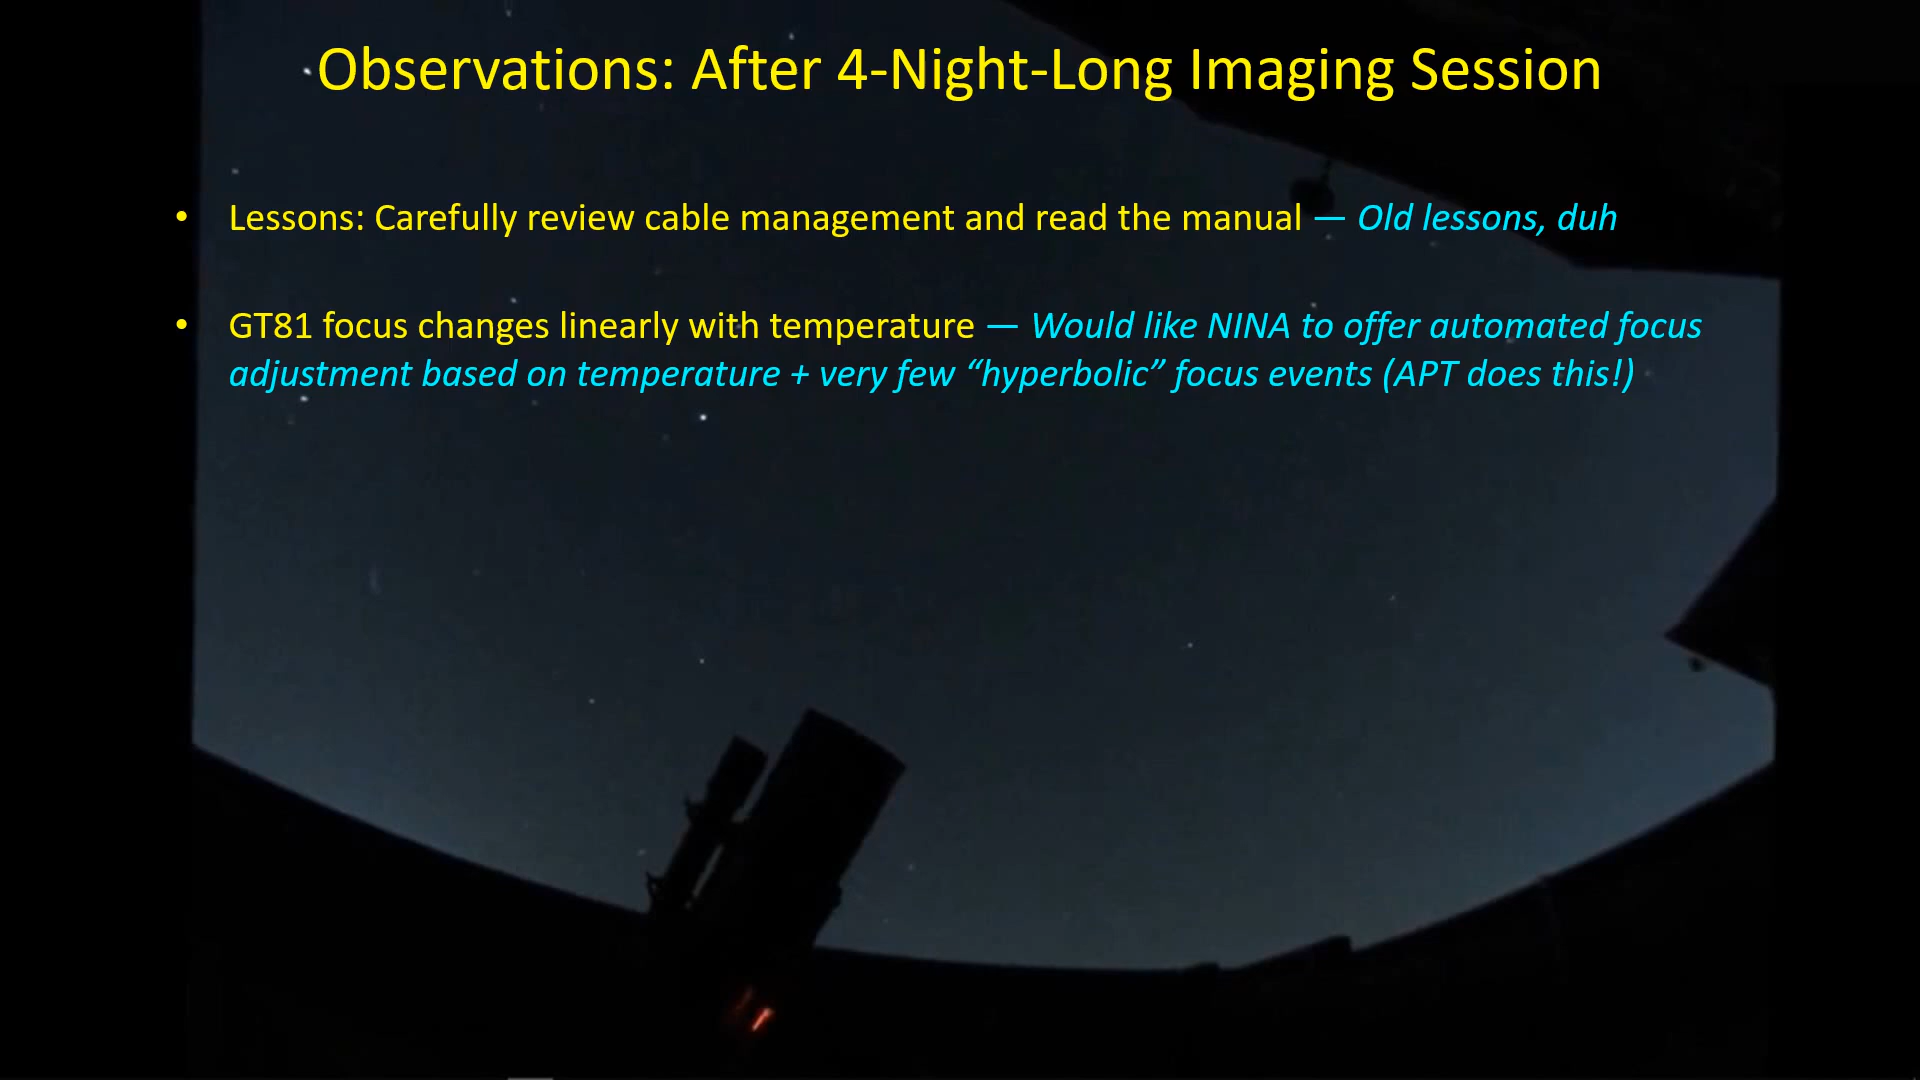 Observations: After 4-Night-Long Imaging Session
• Lessons: Carefully review cable management and read the manual — Old lessons, duh
• GT81 focus changes linearly with temperature — Would like NINA to offer automated focus
adjustment based on temperature + very few “hyperbolic” focus events (APT does this!)